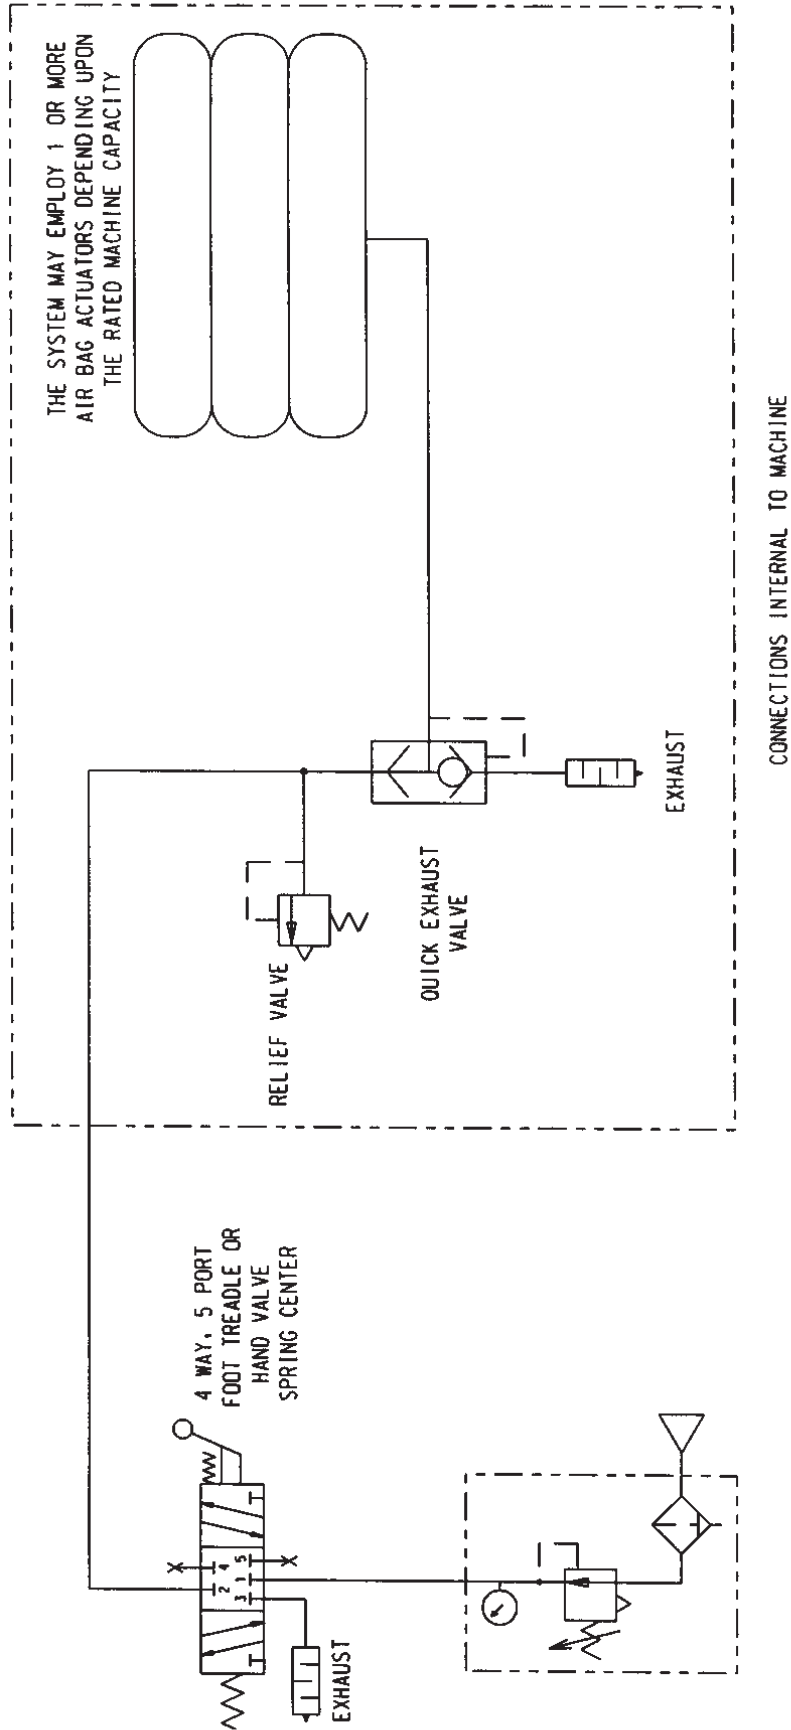 THE SYSTEM MAY EMPLOY 1 OR MORE
AIR BAG ACTUATORS DEPENDING UPON
THE RATED MACHINE CAPACITY
CONNECTIONS INTERNAL TO MACHINE
EXHAUST
QUICK EXHAUST
VALVE
RELIEF VALVE
4 WAY, 5 PORT
FOOT TREADLE OR
HAND VALVE
SPRING CENTER
2 4
3 1 5
EXHAUST